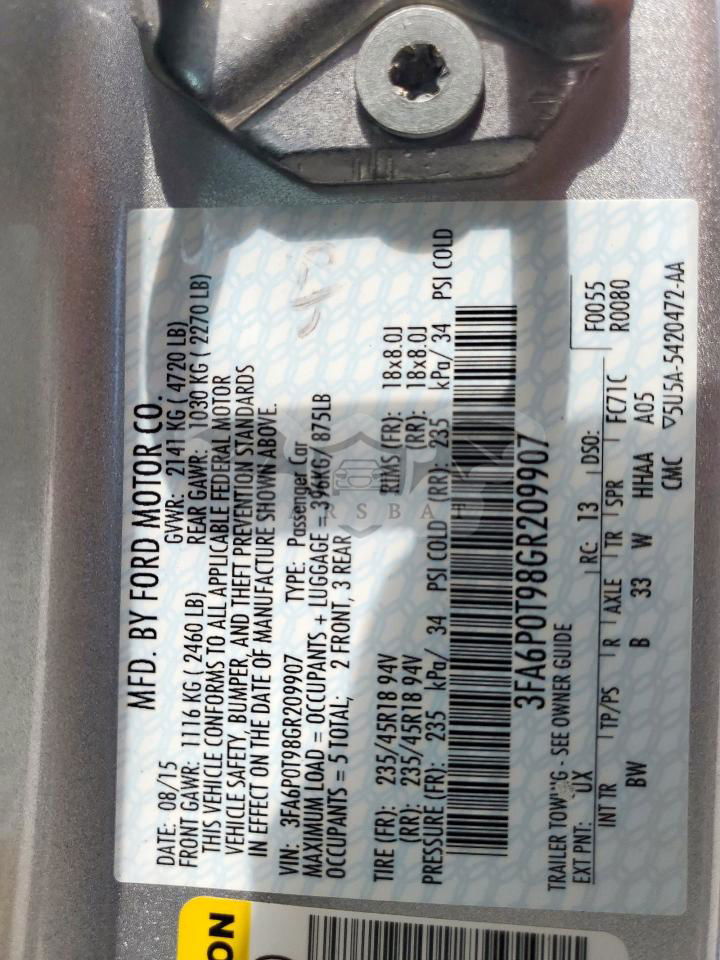 MFD. BY FORD MOTOR CO.
DATE: 08/15 GVWR: 2141 KG ( 4720 LB)
FRONT GAWR: 1116 KG ( 2460 LB) REAR GAWR: 1030 KG ( 2270 LB)
THIS VEHICLE CONFORMS TO ALL APPLICABLE FEDERAL MOTOR
VEHICLE SAFETY, BUMPER, AND THEFT PREVENTION STANDARDS
IN EFFECT ON THE DATE OF MANUFACTURE SHOWN ABOVE.
VIN: 3FA6P0T98GR209907 TYPE: Passenger Car
MAXIMUM LOAD = OCCUPANTS + LUGGAGE = 396KG/ 875LB
OCCUPANTS = 5 TOTAL; 2 FRONT, 3 REAR
TIRE (FR): 235/45R18 94V RIMS (FR): 18x8.0J
(RR): 235/45R18 94V (RR): 18x8.0J
PRESSURE (FR): 235 kPa/ 34 PSI COLD (RR): 235 kPa/ 34 PSI COLD
3FA6P0T98GR209907
TRAILER TOWING - SEE OWNER GUIDE
EXT PNT: UX RC: 13 DSO: F0055
INT TR TP/PS R AXLE TR SPR FC71C R0080
BW B 33 W HHAA A05
CMC ▽5U5A-5420472-AA
ARSBAT
ON